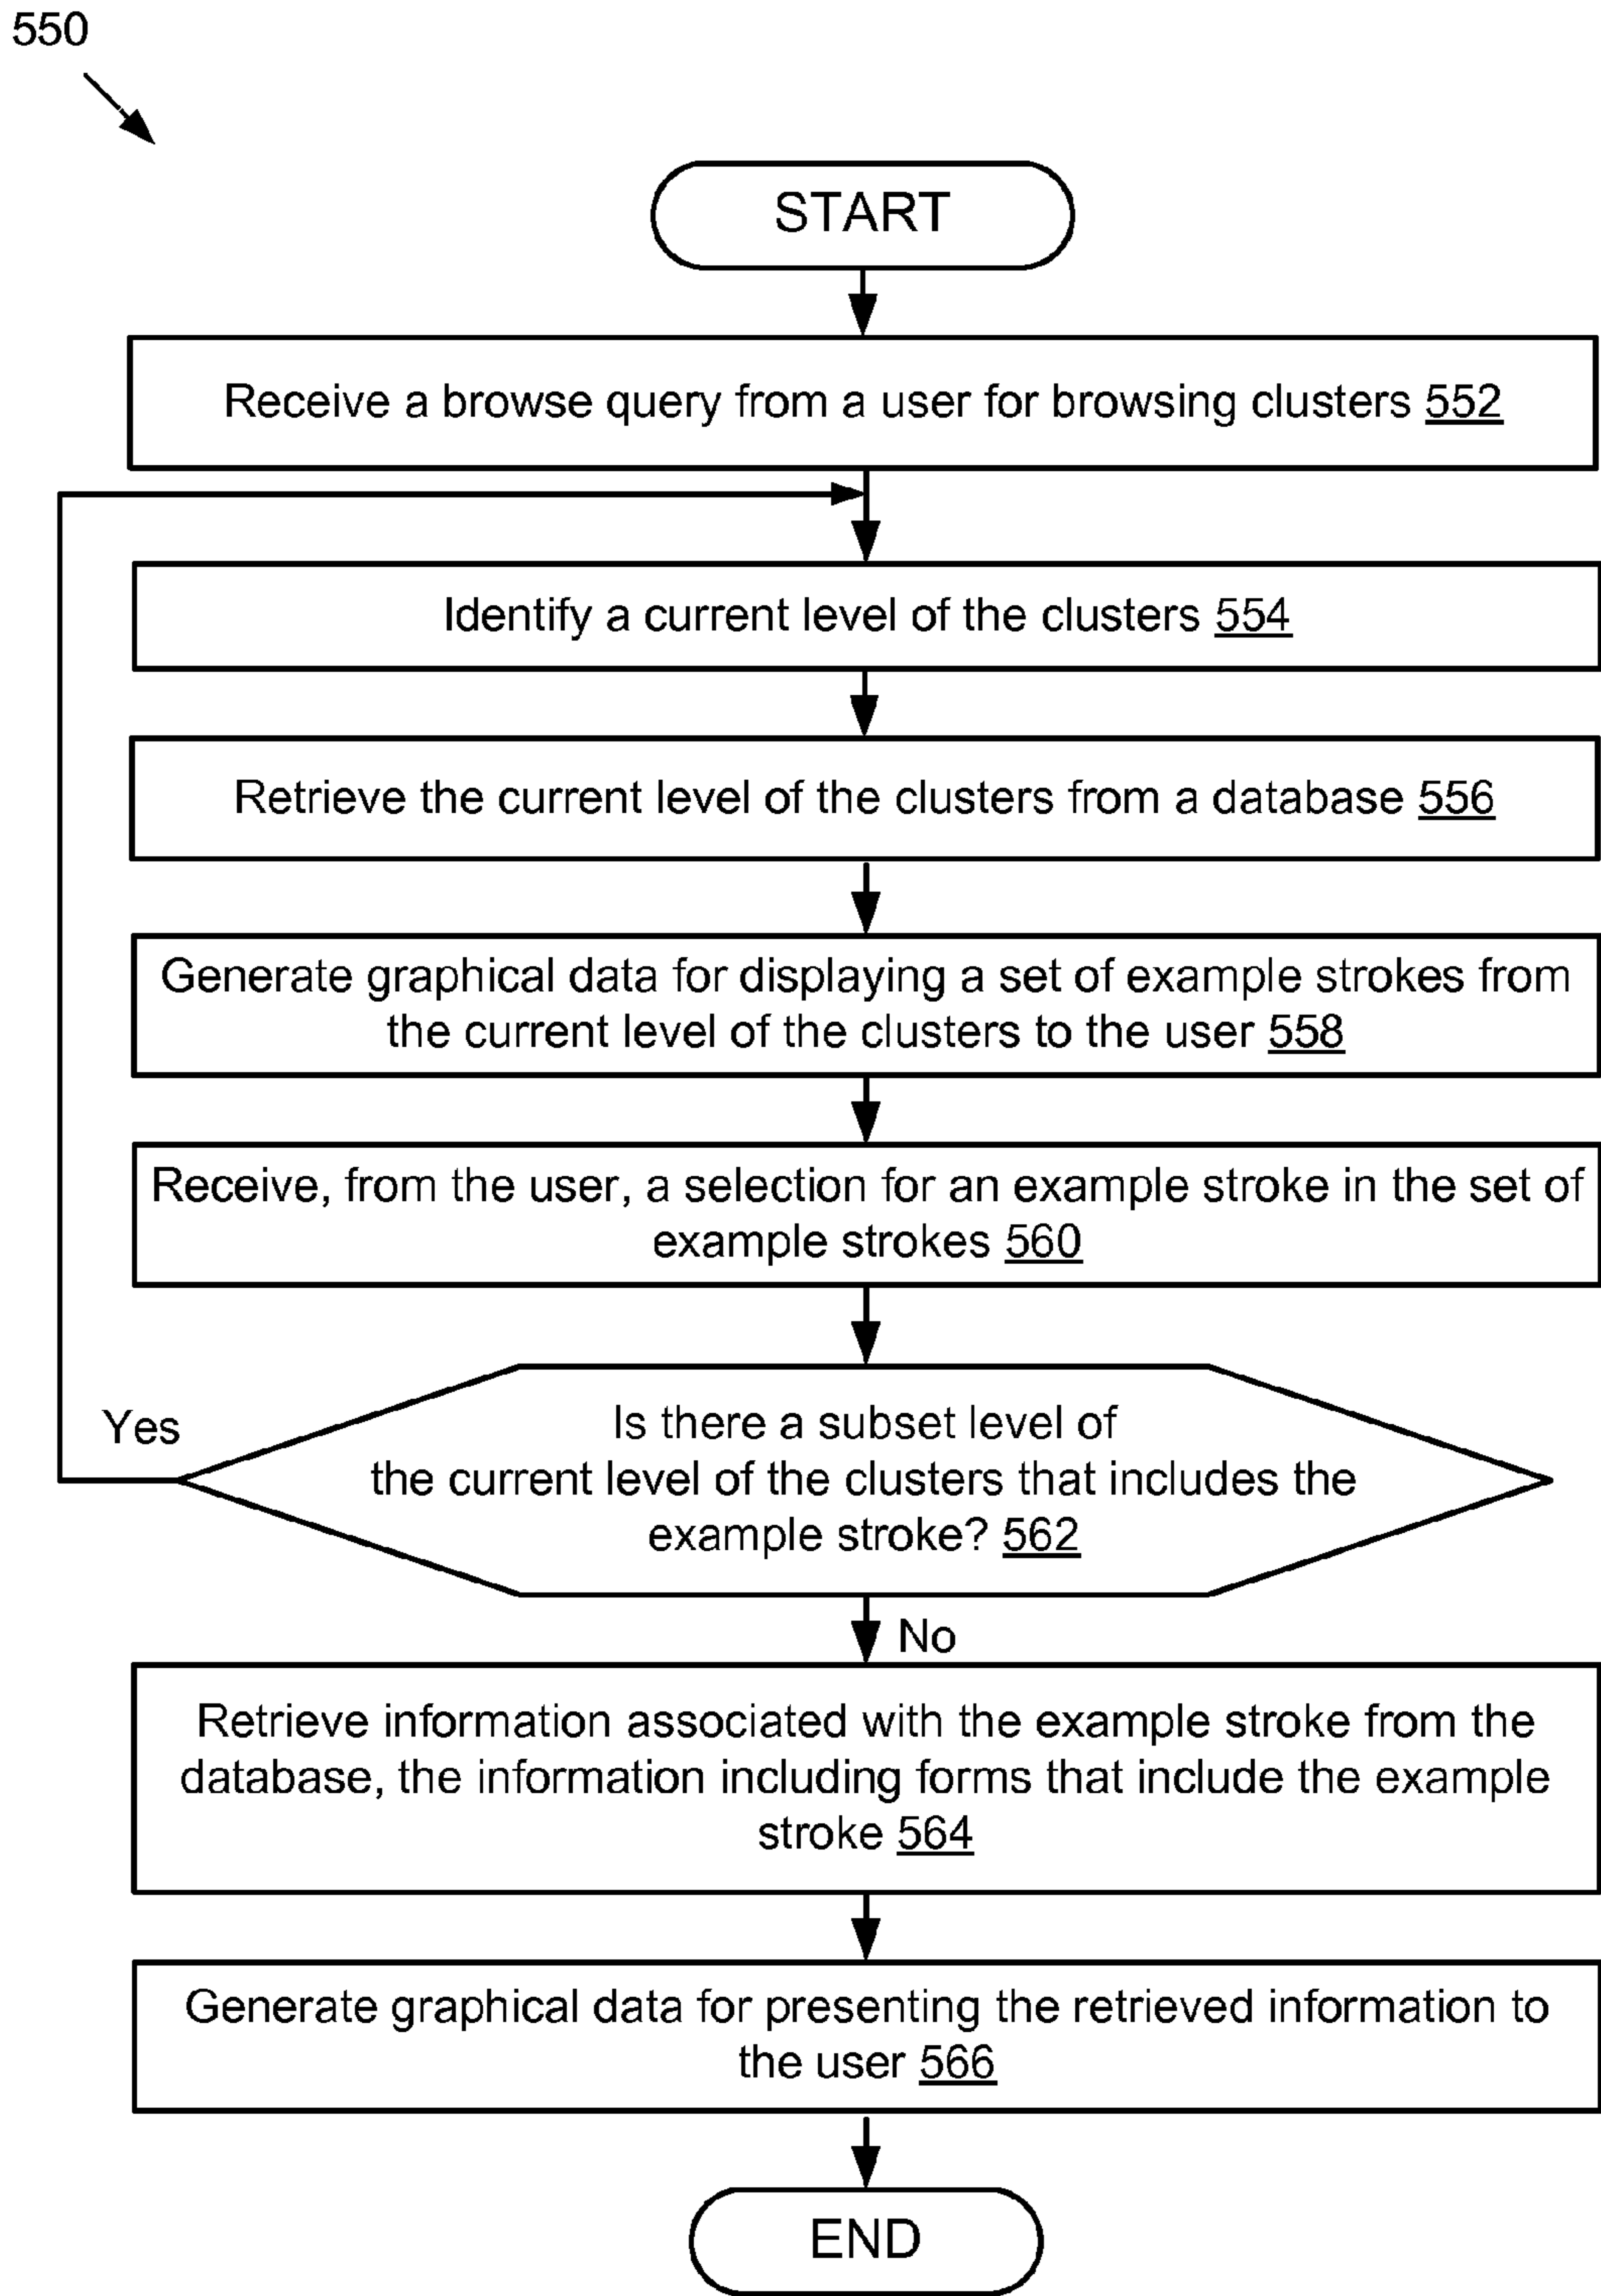 550
START
Receive a browse query from a user for browsing clusters 552
Identify a current level of the clusters 554
Retrieve the current level of the clusters from a database 556
Generate graphical data for displaying a set of example strokes from
the current level of the clusters to the user 558
Receive, from the user, a selection for an example stroke in the set of
example strokes 560
Yes
Is there a subset level of
the current level of the clusters that includes the
example stroke? 562
No
Retrieve information associated with the example stroke from the
database, the information including forms that include the example
stroke 564
Generate graphical data for presenting the retrieved information to
the user 566
END